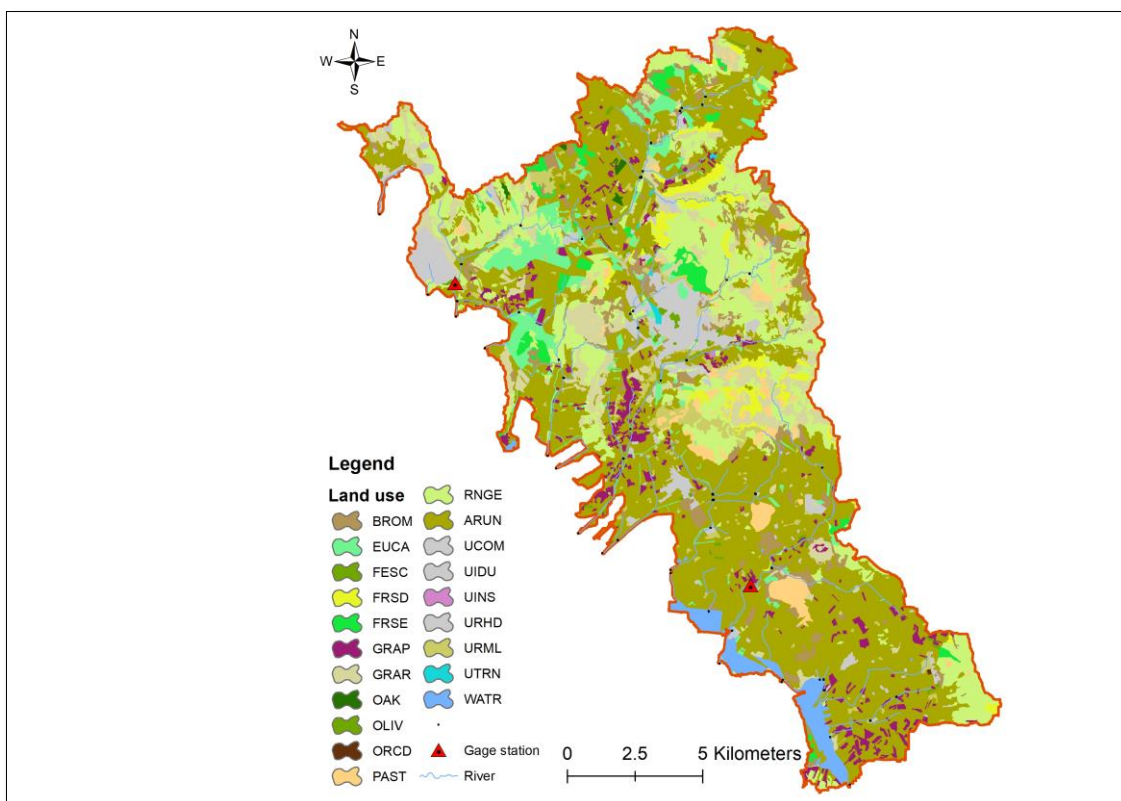 N
W E
S
Legend
Land use
BROM
EUCA
FESC
FRSD
FRSE
GRAP
GRAR
OAK
OLIV
ORCD
PAST
RNGE
ARUN
UCOM
UIDU
UINS
URHD
URML
UTRN
WATR
Gage station
River
0 2.5 5 Kilometers